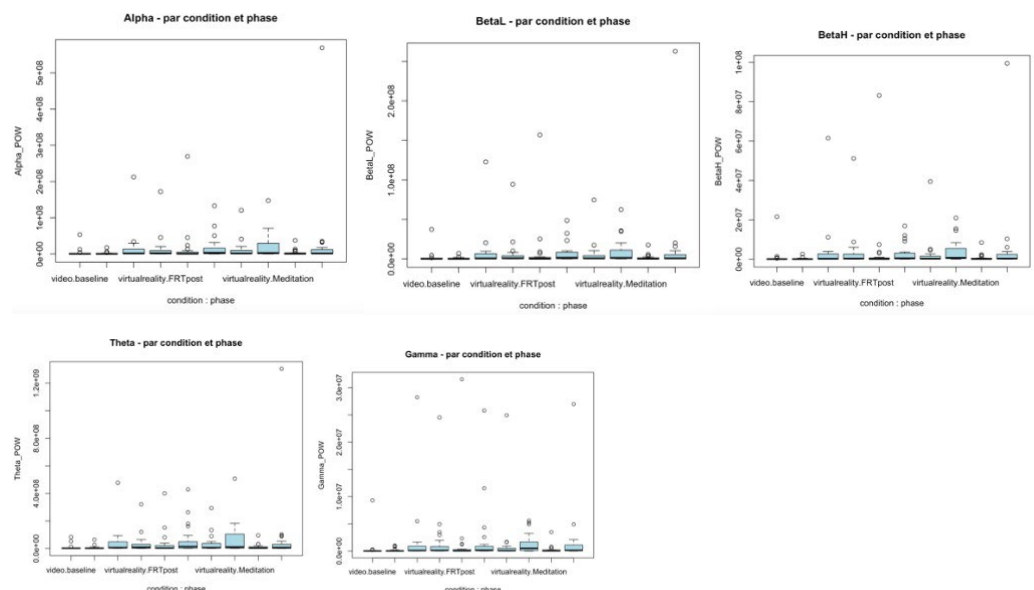 Alpha - par condition et phase
Alpha_POW
0e+00
1e+08
2e+08
3e+08
4e+08
5e+08
video.baseline
virtualreality.FRTpost
virtualreality.Meditation
condition : phase
BetaL - par condition et phase
BetaL_POW
0.0e+00
1.0e+08
2.0e+08
video.baseline
virtualreality.FRTpost
virtualreality.Meditation
condition : phase
BetaH - par condition et phase
BetaH_POW
0e+00
2e+07
4e+07
6e+07
8e+07
1e+08
video.baseline
virtualreality.FRTpost
virtualreality.Meditation
condition : phase
Theta - par condition et phase
Theta_POW
0.0e+00
4.0e+08
8.0e+08
1.2e+09
video.baseline
virtualreality.FRTpost
virtualreality.Meditation
condition : phase
Gamma - par condition et phase
Gamma_POW
0.0e+00
1.0e+07
2.0e+07
3.0e+07
video.baseline
virtualreality.FRTpost
virtualreality.Meditation
condition : phase